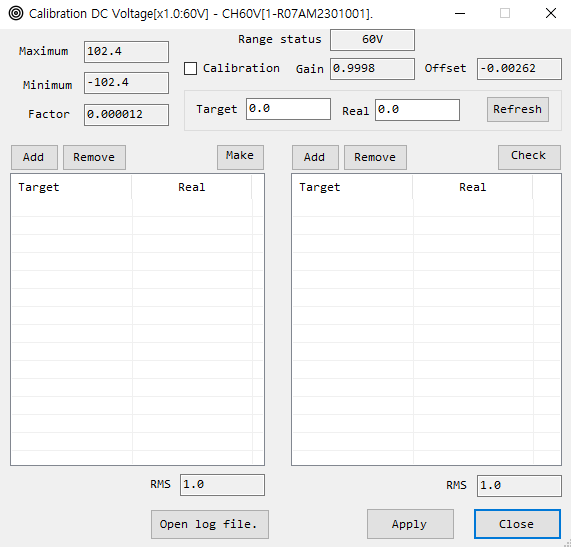 Calibration DC Voltage[x1.0:60V] - CH60V[1-R07AM2301001].
Maximum 102.4
Minimum -102.4
Factor 0.000012
Range status 60V
Calibration Gain 0.9998 Offset -0.00262
Target 0.0 Real 0.0 Refresh
Add Remove Make
Target Real
RMS 1.0
Add Remove Check
Target Real
RMS 1.0
Open log file. Apply Close